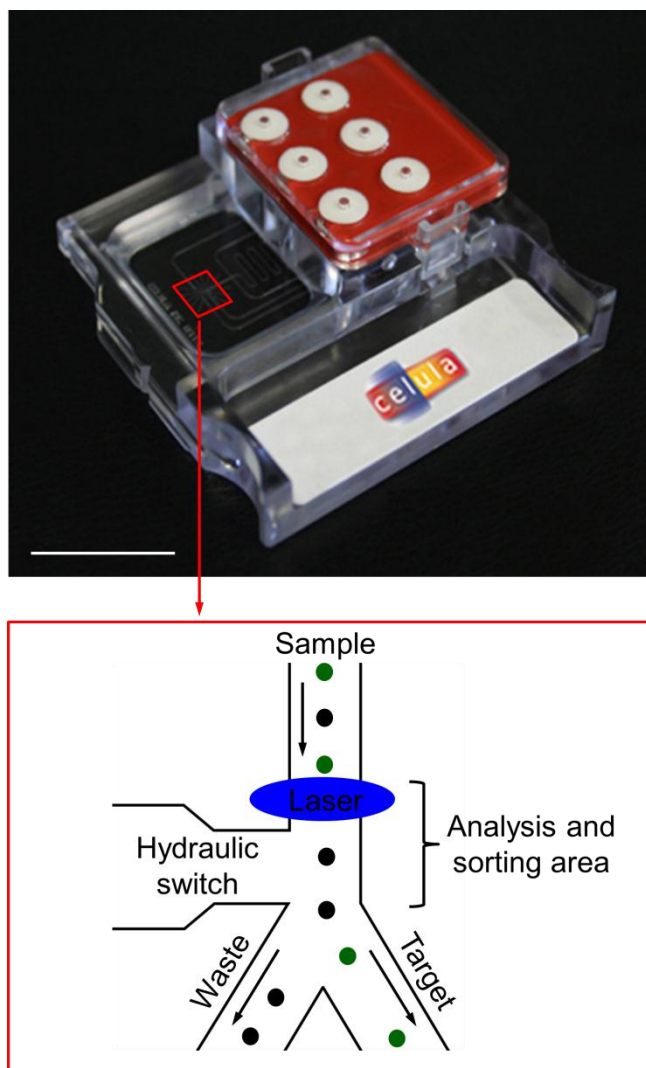 celula
Sample
Laser
Hydraulic
switch
Analysis and
sorting area
Waste
Target